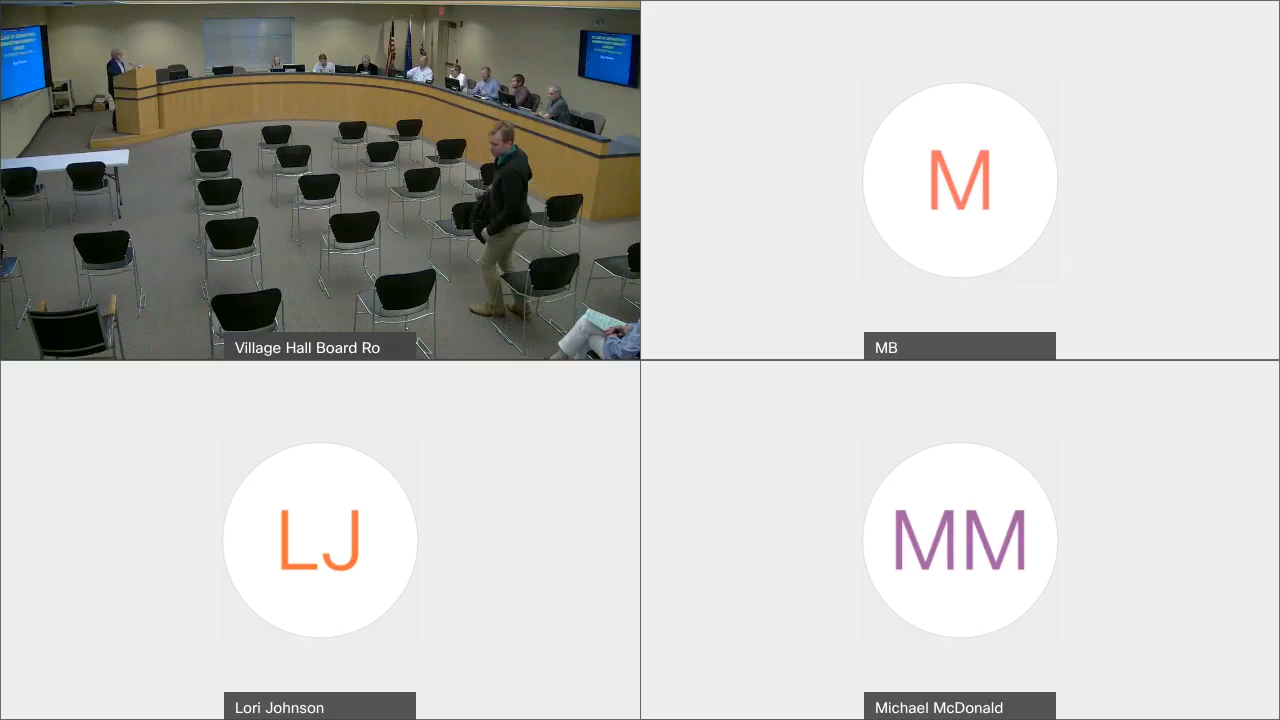 Village Hall Board Ro
M
MB
LJ
Lori Johnson
MM
Michael McDonald